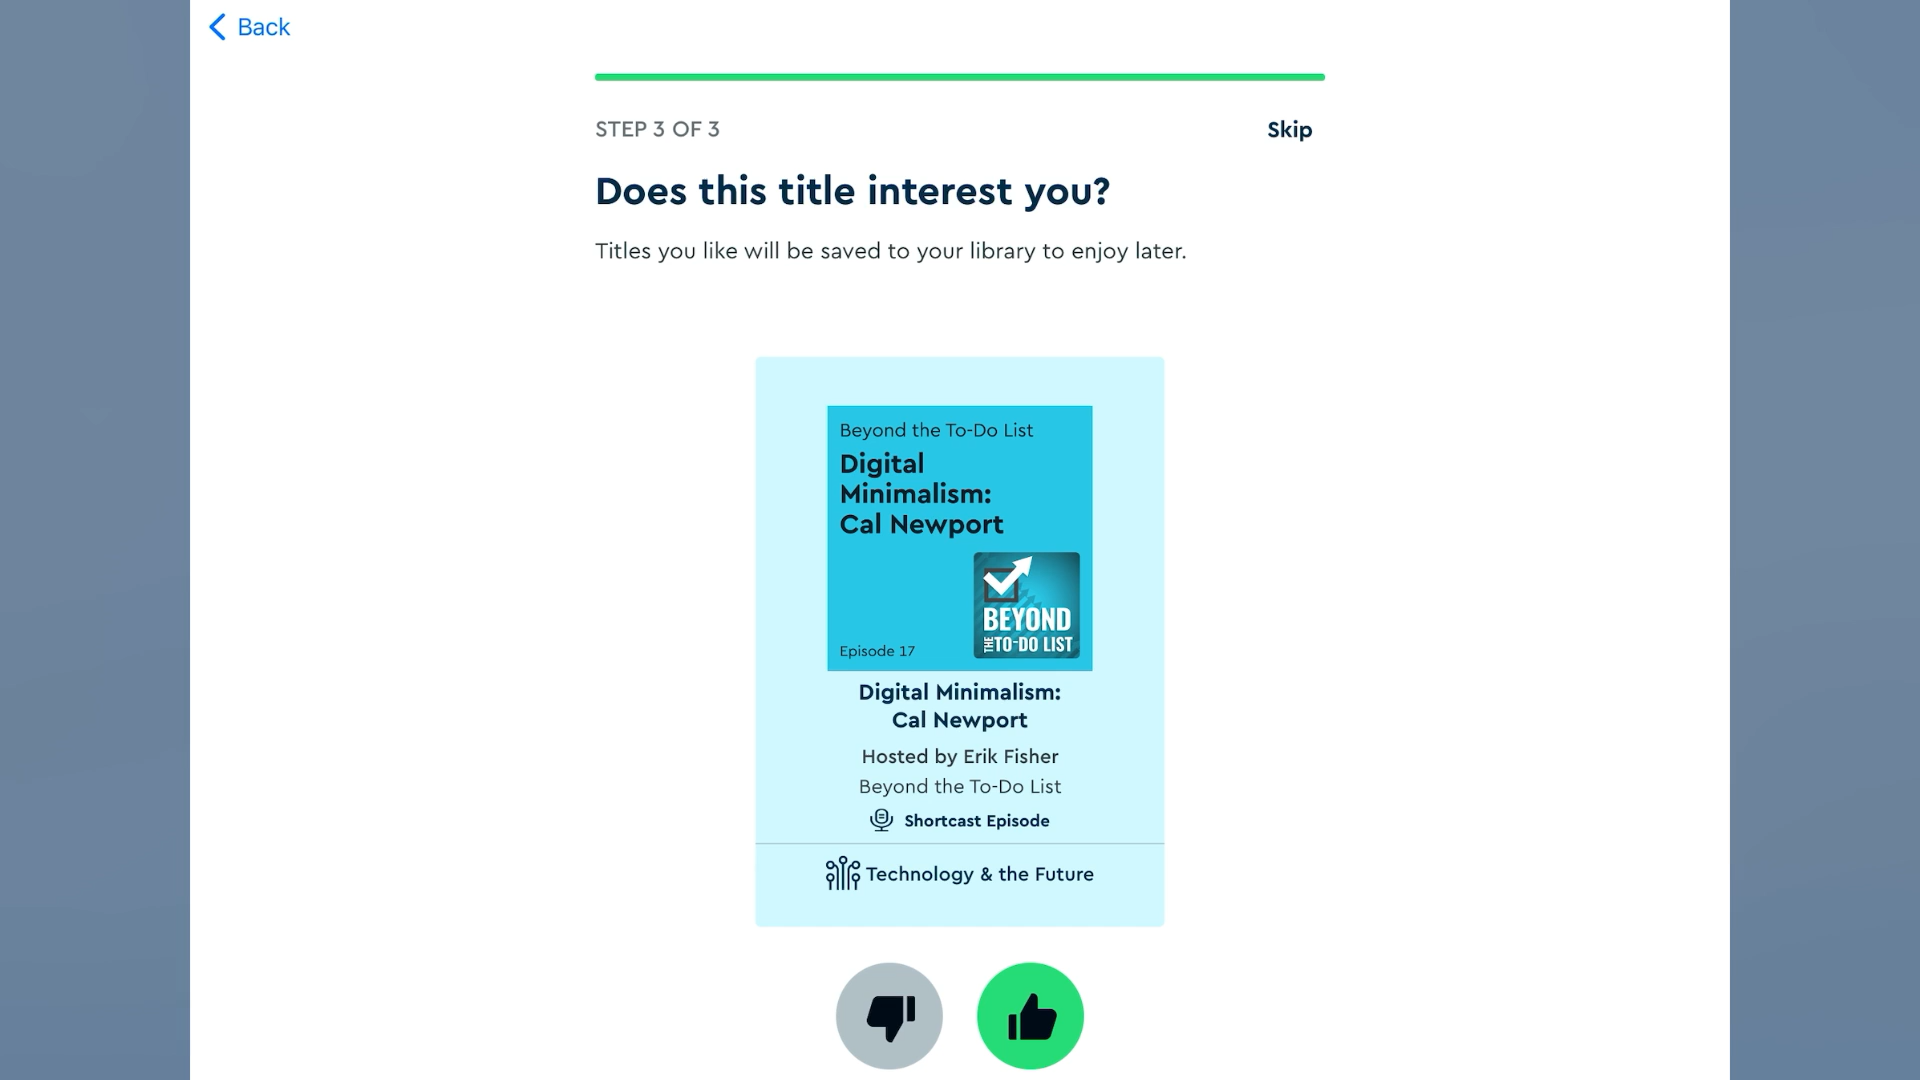 Back
STEP 3 OF 3
Skip
Does this title interest you?
Titles you like will be saved to your library to enjoy later.
Beyond the To-Do List
Digital
Minimalism:
Cal Newport
BEYOND
THE TO-DO LIST
Episode 17
Digital Minimalism:
Cal Newport
Hosted by Erik Fisher
Beyond the To-Do List
Shortcast Episode
Technology & the Future